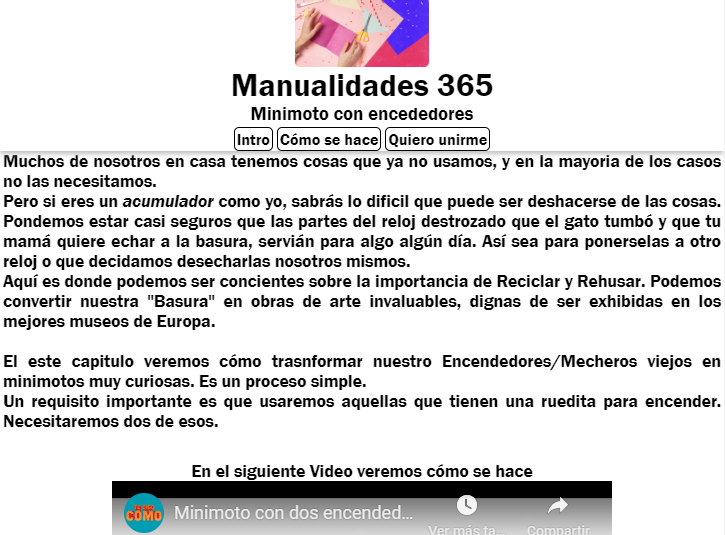 Manualidades 365
Minimoto con encededores
Intro Cómo se hace Quiero unirme
Muchos de nosotros en casa tenemos cosas que ya no usamos, y en la mayoria de los casos
no las necesitamos.
Pero si eres un acumulador como yo, sabrás lo dificil que puede ser deshacerse de las cosas.
Pondemos estar casi seguros que las partes del reloj destrozado que el gato tumbó y que tu
mamá quiere echar a la basura, servián para algo algún día. Así sea para ponerselas a otro
reloj o que decidamos desecharlas nosotros mismos.
Aquí es donde podemos ser concientes sobre la importancia de Reciclar y Rehusar. Podemos
convertir nuestra "Basura" en obras de arte invaluables, dignas de ser exhibidas en los
mejores museos de Europa.
El este capitulo veremos cómo trasnformar nuestro Encendedores/Mecheros viejos en
minimotos muy curiosas. Es un proceso simple.
Un requisito importante es que usaremos aquellas que tienen una ruedita para encender.
Necesitaremos dos de esos.
En el siguiente Video veremos cómo se hace
CÓMO Minimoto con dos encended...
Ver más ta... Compartir